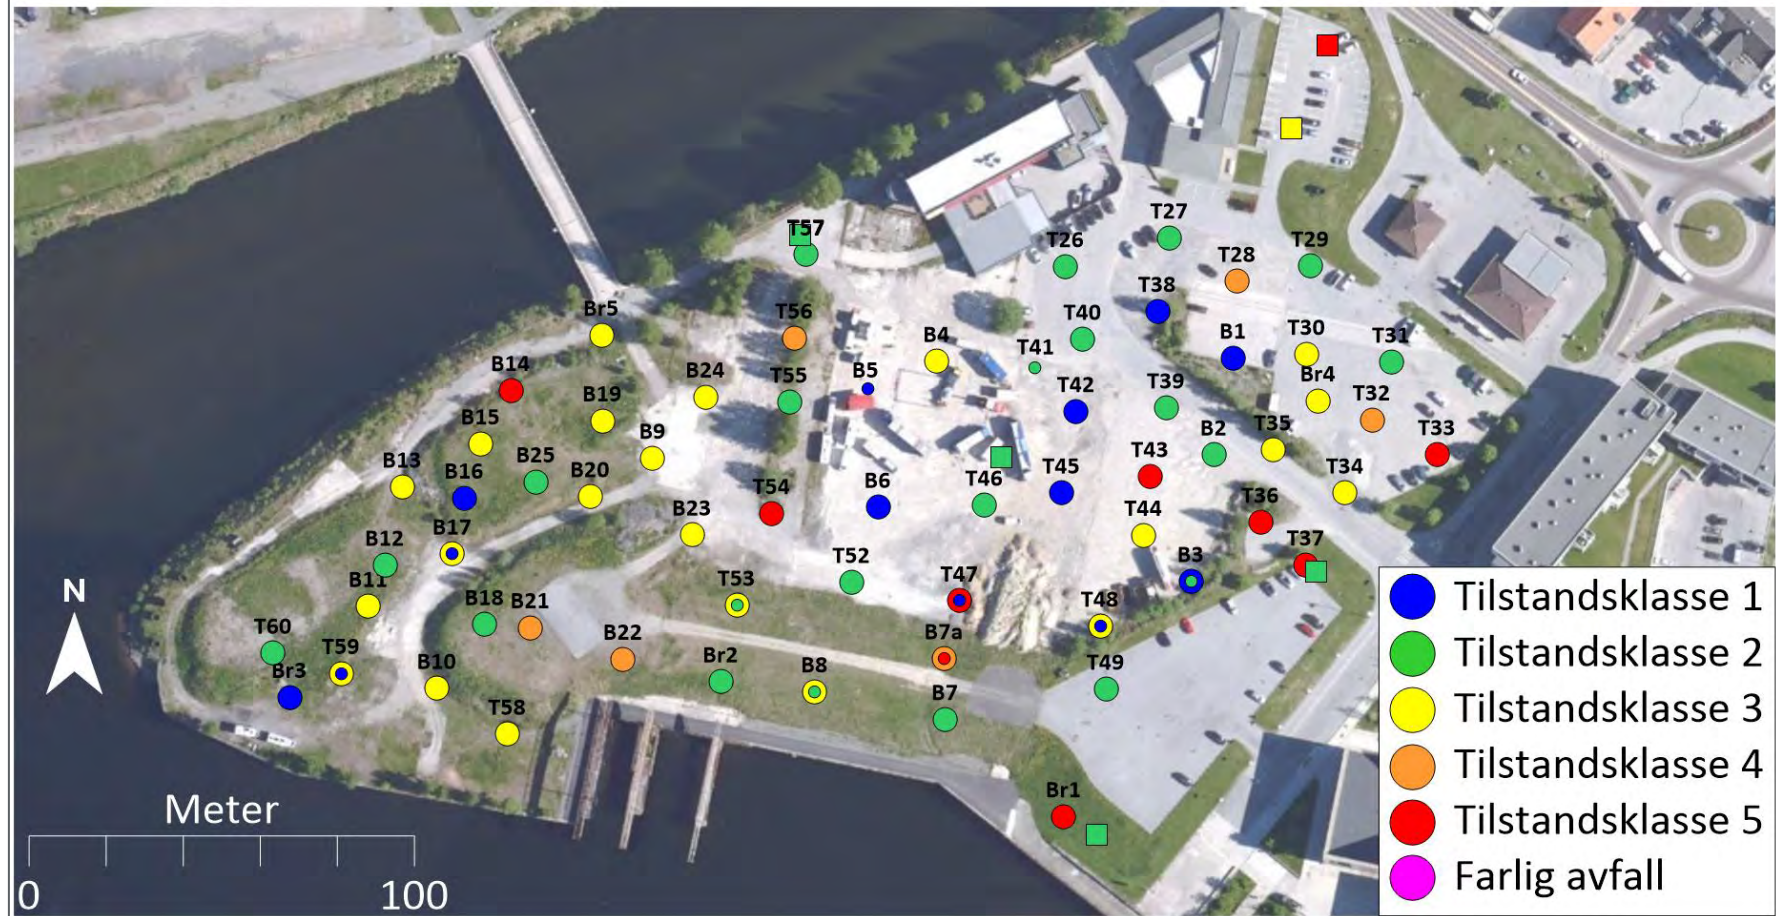 T27
T57
T26
T28
T29
T38
Br5
T56
B4
T40
B1
T30
T31
T41
B14
B24
T55
B5
Br4
B19
T42
T39
T32
B15
B9
B2
T35
T33
B13
B16
B25
B20
T43
T34
T54
B6
T46
T45
B23
T44
T36
B17
T37
B12
T52
B3
B11
T53
T47
B18
B21
T48
N
T60
Br3
T59
B22
B7a
B10
Br2
B8
T49
B7
T58
Br1
Meter
0
100
Tilstandsklasse 1
Tilstandsklasse 2
Tilstandsklasse 3
Tilstandsklasse 4
Tilstandsklasse 5
Farlig avfall